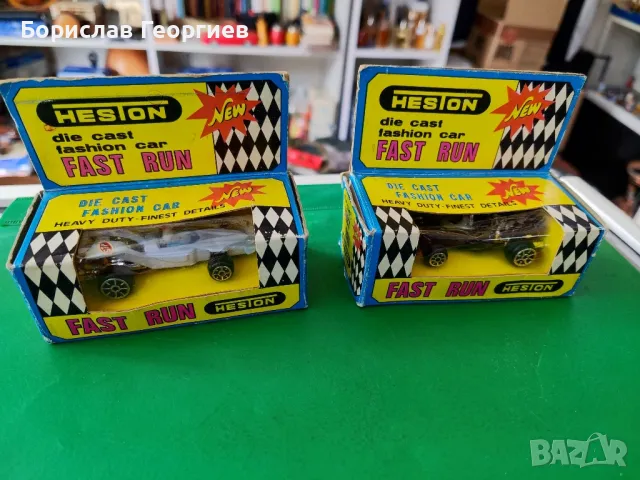 Борислав Георгиев
HESTON
NEW
die cast
fashion car
FAST RUN
DIE CAST
FASHION CAR
NEW
HEAVY DUTY-FINEST DETAILS
FAST RUN HESTON
HESTON
NEW
die cast
fashion car
FAST RUN
DIE CAST
FASHION CAR
NEW
HEAVY DUTY-FINEST DETAILS
FAST RUN HESTON
BAZAR